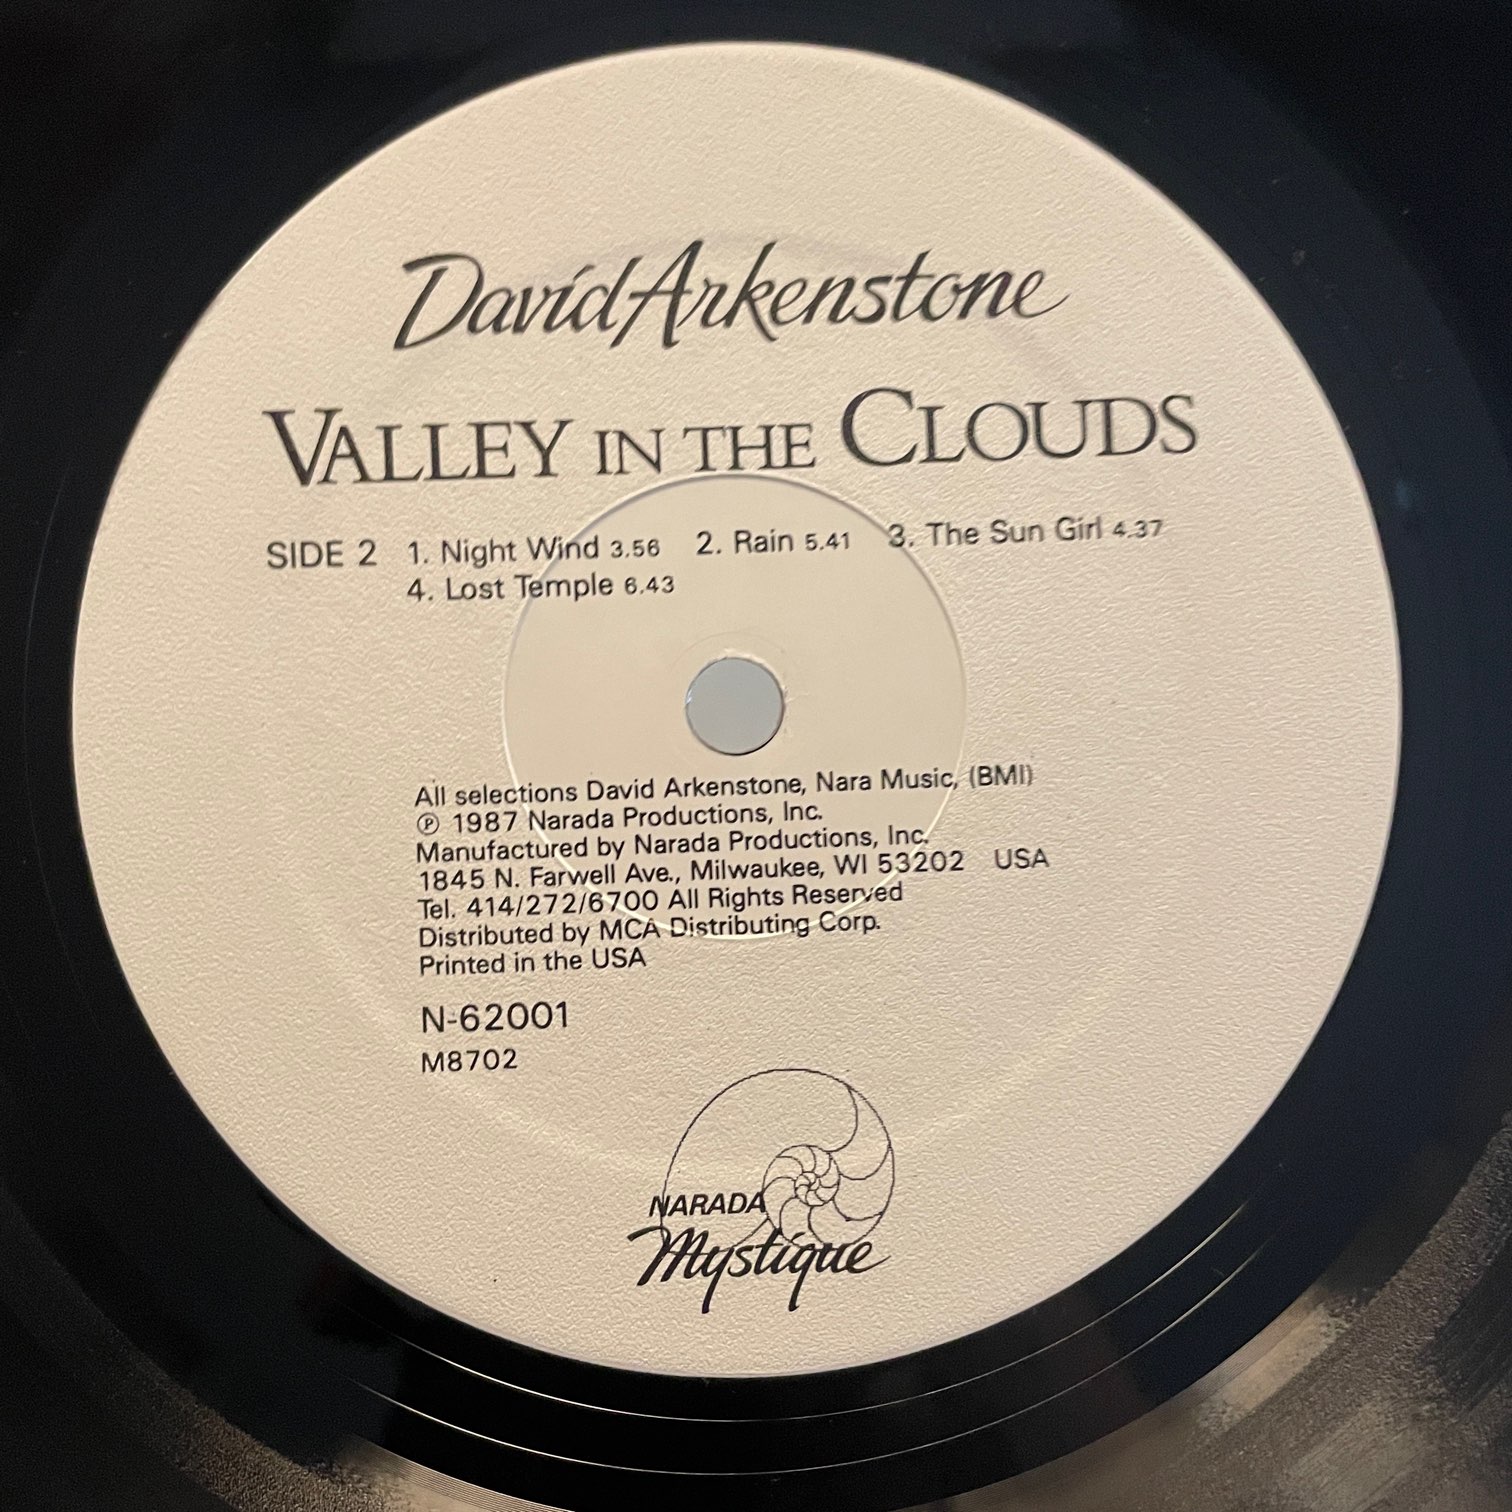 David Arkenstone
VALLEY IN THE CLOUDS
SIDE 2 1. Night Wind 3.56 2. Rain 5.41 3. The Sun Girl 4.37
4. Lost Temple 6.43
All selections David Arkenstone, Nara Music, (BMI)
℗ 1987 Narada Productions, Inc.
Manufactured by Narada Productions, Inc.
1845 N. Farwell Ave., Milwaukee, WI 53202 USA
Tel. 414/272/6700 All Rights Reserved
Distributed by MCA Distributing Corp.
Printed in the USA
N-62001
M8702
NARADA
Mystique